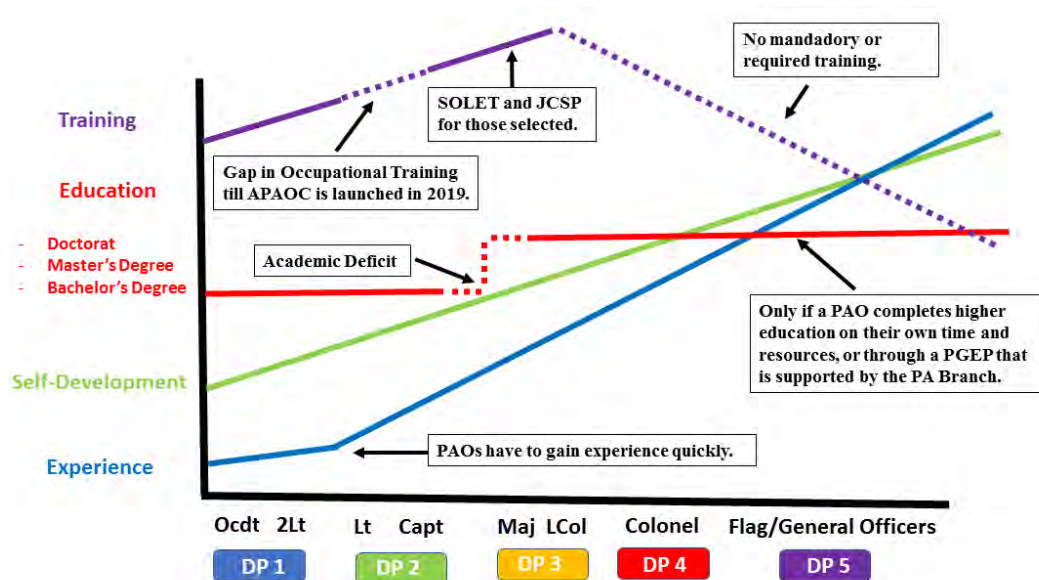 Training
Education
- Doctorat
- Master's Degree
- Bachelor's Degree
Self-Development
Experience
No mandadory or
required training.
SOLET and JCSP
for those selected.
Gap in Occupational Training
till APAOC is launched in 2019.
Academic Deficit
Only if a PAO completes higher
education on their own time and
resources, or through a PGEP that
is supported by the PA Branch.
PAOs have to gain experience quickly.
Ocdt 2Lt Lt Capt Maj LCol Colonel Flag/General Officers
DP 1 DP 2 DP 3 DP 4 DP 5